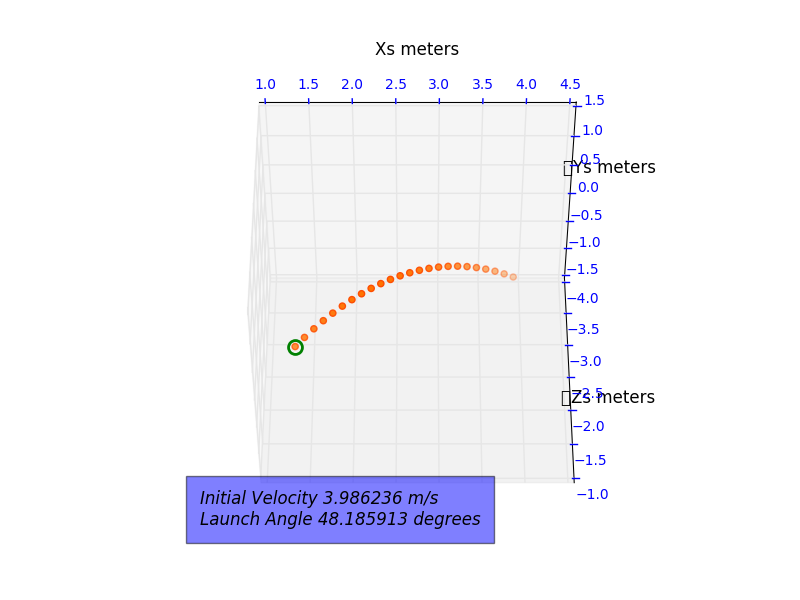 Xs meters
1.0 1.5 2.0 2.5 3.0 3.5 4.0 4.5
1.5
1.0
0.5
Ys meters
0.0
−0.5
−1.0
−1.5
−4.0
−3.5
−3.0
−2.5
Zs meters
−2.0
−1.5
−1.0
Initial Velocity 3.986236 m/s
Launch Angle 48.185913 degrees